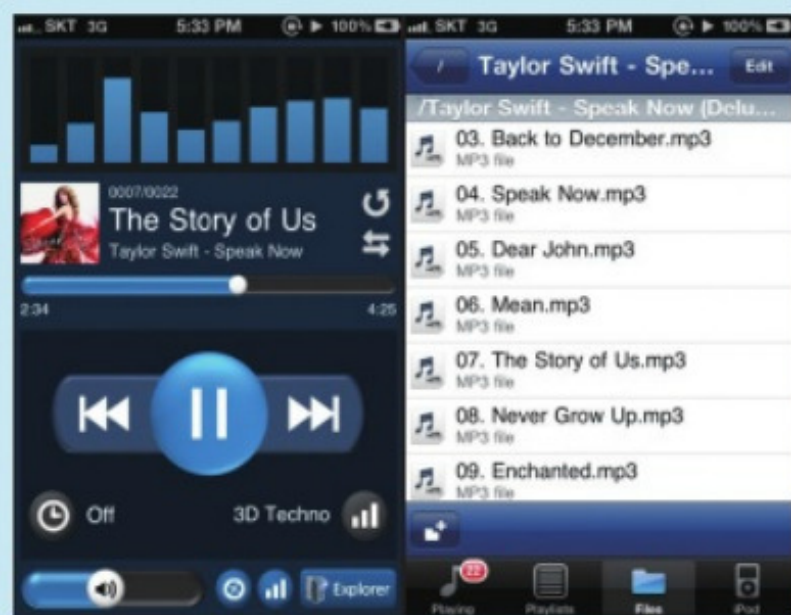 SKT 3G 5:33 PM 100%
0007/0022
The Story of Us
Taylor Swift - Speak Now
2:34 4:25
Off 3D Techno
Explorer
SKT 3G 5:33 PM 100%
/ Taylor Swift - Spe... Edit
/Taylor Swift - Speak Now (Delu...
03. Back to December.mp3
MP3 file
04. Speak Now.mp3
MP3 file
05. Dear John.mp3
MP3 file
06. Mean.mp3
MP3 file
07. The Story of Us.mp3
MP3 file
08. Never Grow Up.mp3
MP3 file
09. Enchanted.mp3
MP3 file
22
Playing Playlists Files iPod